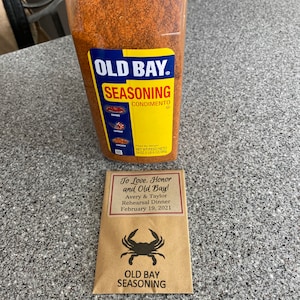 OLD BAY®
SEASONING
CONDIMENTO
To Love, Honor
and Old Bay!
Avery & Taylor
Rehearsal Dinner
February 19, 2021
OLD BAY
SEASONING